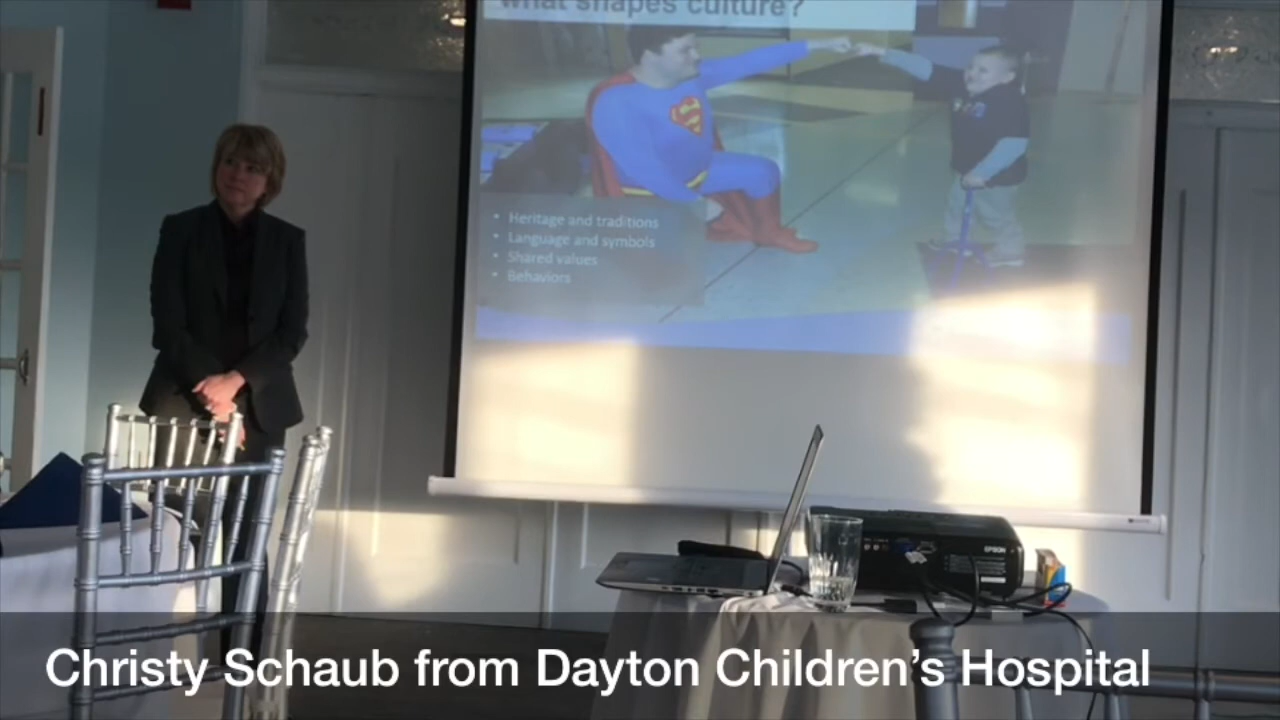 what shapes culture?
• Heritage and traditions
• Language and symbols
• Shared values
• Behaviors
EPSON
Christy Schaub from Dayton Children's Hospital